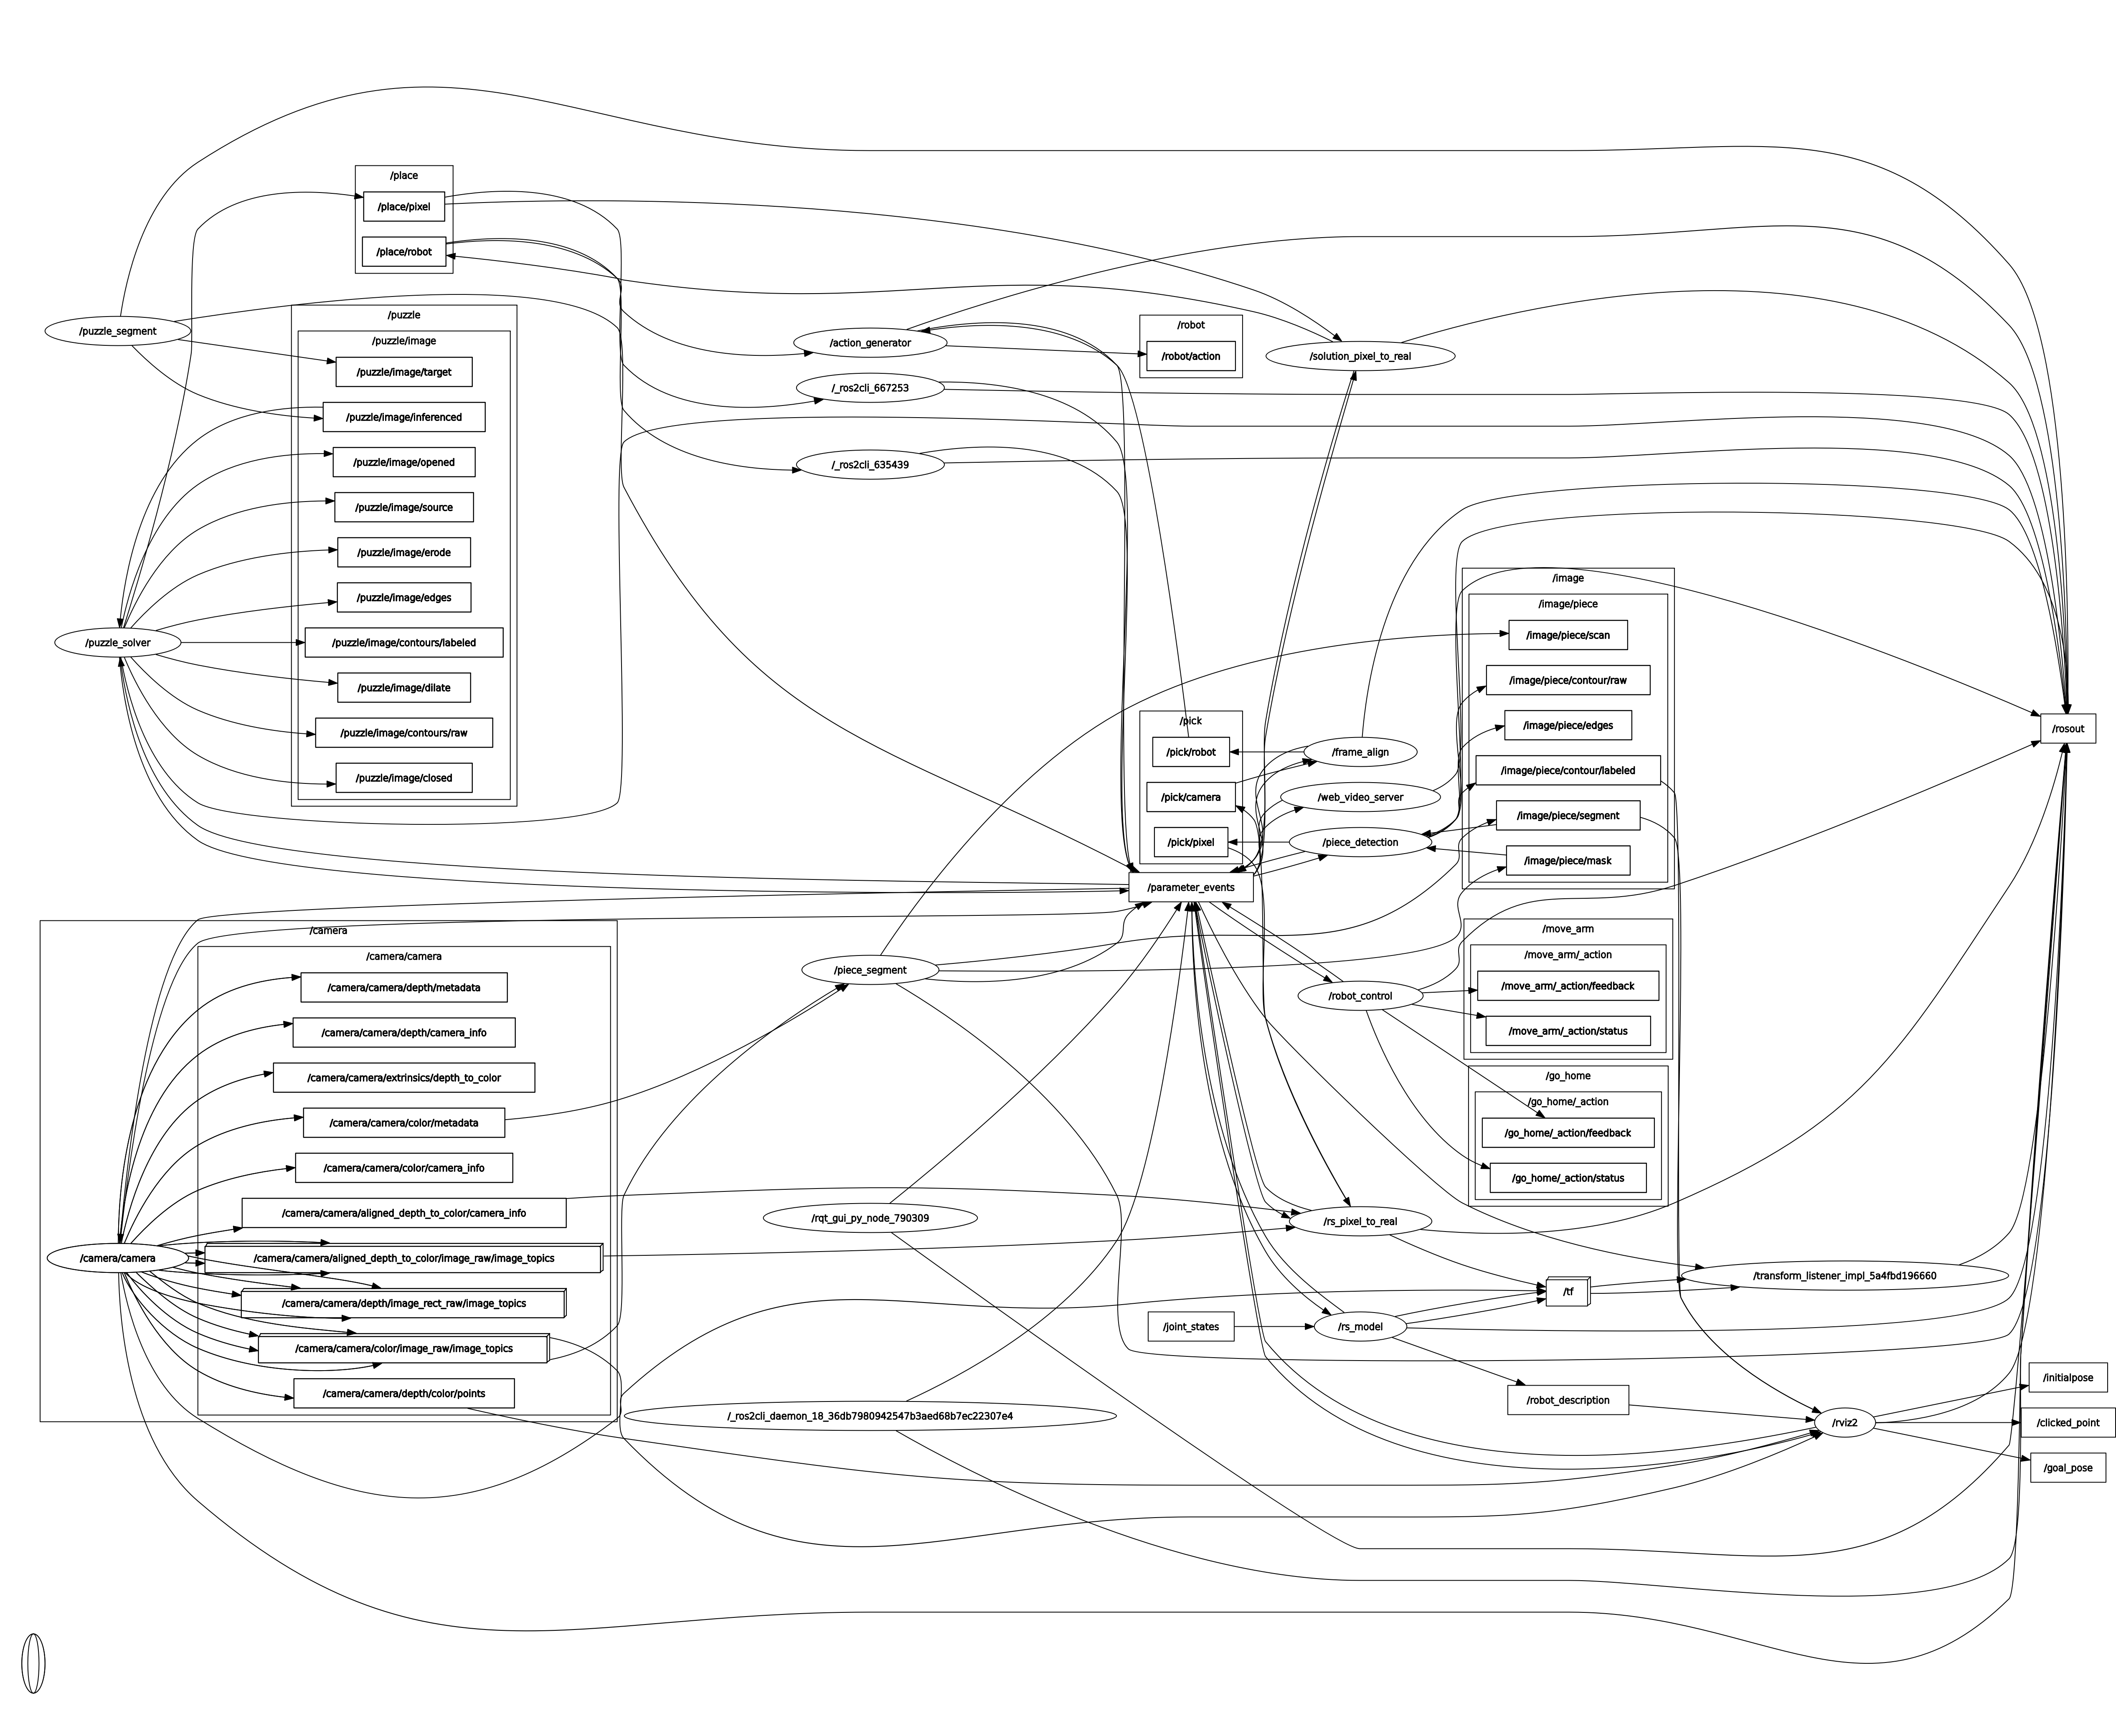 /place
/place/pixel
/place/robot
/puzzle_segment
/puzzle
/puzzle/image
/puzzle/image/target
/puzzle/image/inferenced
/puzzle/image/opened
/puzzle/image/source
/puzzle/image/erode
/puzzle/image/edges
/puzzle/image/contours/labeled
/puzzle/image/dilate
/puzzle/image/contours/raw
/puzzle/image/closed
/puzzle_solver
/camera
/camera/camera
/camera/camera/depth/metadata
/camera/camera/depth/camera_info
/camera/camera/extrinsics/depth_to_color
/camera/camera/color/metadata
/camera/camera/color/camera_info
/camera/camera/aligned_depth_to_color/camera_info
/camera/camera
/camera/camera/aligned_depth_to_color/image_raw/image_topics
/camera/camera/depth/image_rect_raw/image_topics
/camera/camera/color/image_raw/image_topics
/camera/camera/depth/color/points
/action_generator
/_ros2cli_667253
/_ros2cli_635439
/piece_segment
/rqt_gui_py_node_790309
/_ros2cli_daemon_18_36db7980942547b3aed68b7ec22307e4
/robot
/robot/action
/pick
/pick/robot
/pick/camera
/pick/pixel
/parameter_events
/joint_states
/solution_pixel_to_real
/frame_align
/web_video_server
/piece_detection
/robot_control
/rs_pixel_to_real
/rs_model
/image
/image/piece
/image/piece/scan
/image/piece/contour/raw
/image/piece/edges
/image/piece/contour/labeled
/image/piece/segment
/image/piece/mask
/move_arm
/move_arm/_action
/move_arm/_action/feedback
/move_arm/_action/status
/go_home
/go_home/_action
/go_home/_action/feedback
/go_home/_action/status
/tf
/robot_description
/transform_listener_impl_5a4fbd196660
/rviz2
/rosout
/initialpose
/clicked_point
/goal_pose